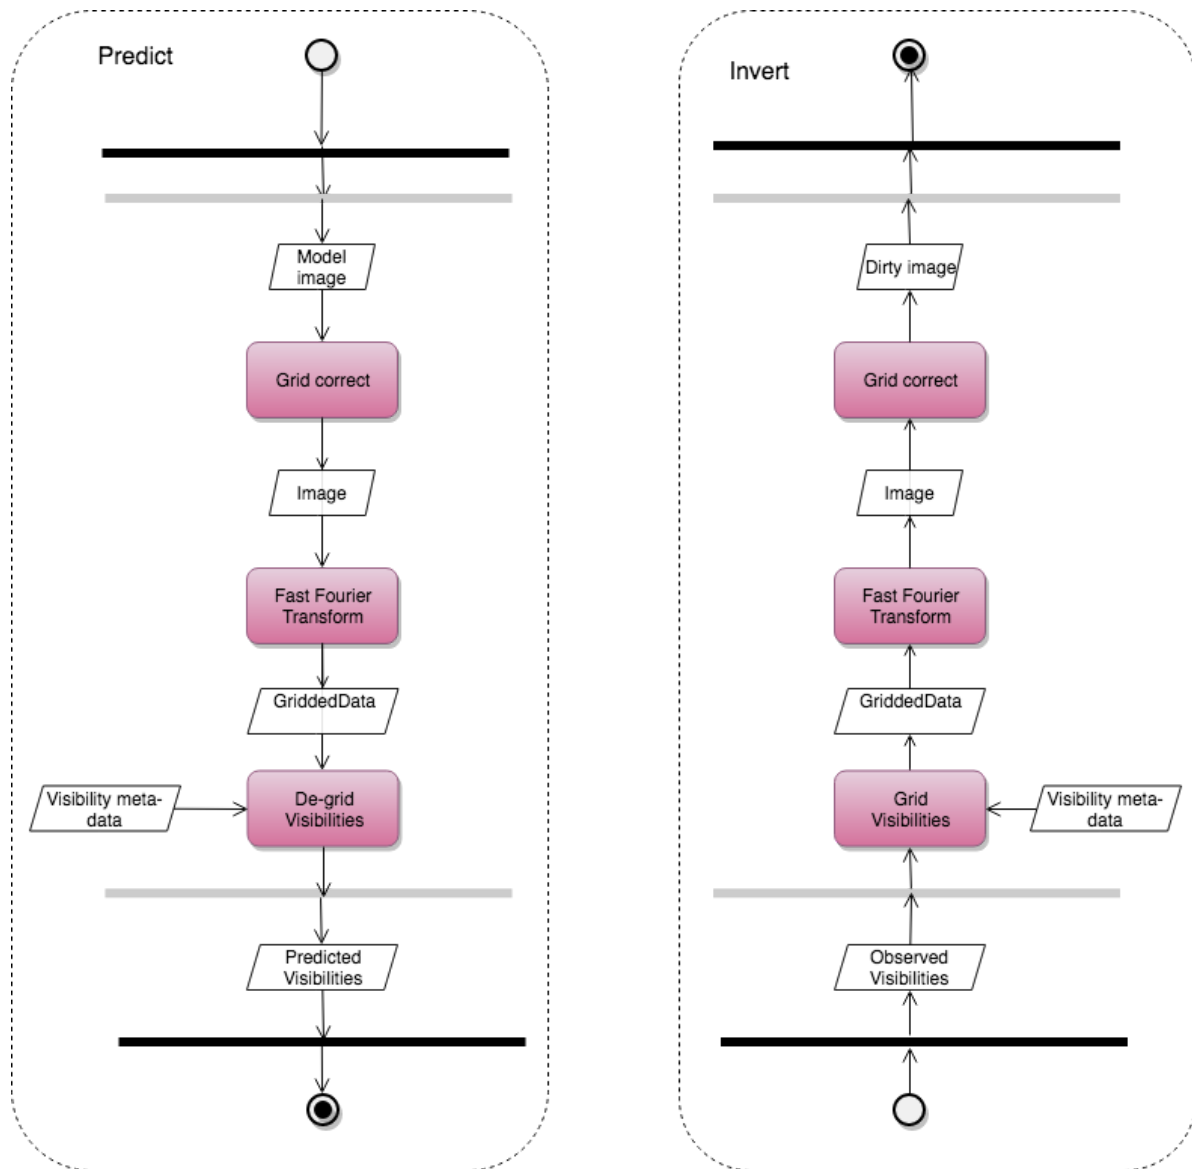 Predict
Model
image
Grid correct
Image
Fast Fourier
Transform
GriddedData
Visibility meta-
data
De-grid
Visibilities
Predicted
Visibilities
Invert
Dirty image
Grid correct
Image
Fast Fourier
Transform
GriddedData
Grid
Visibilities
Visibility meta-
data
Observed
Visibilities